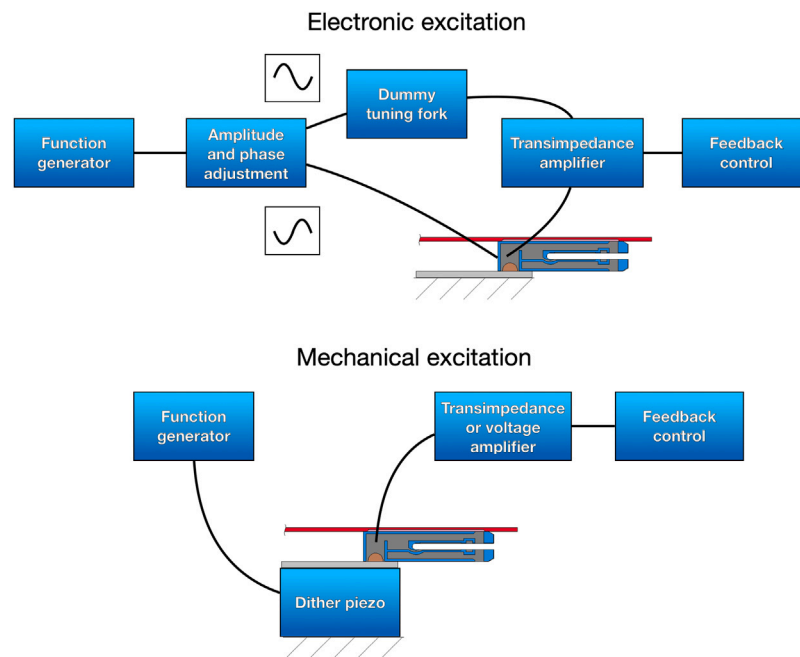 Electronic excitation
Dummy
tuning fork
Function
generator
Amplitude
and phase
adjustment
Transimpedance
amplifier
Feedback
control
Mechanical excitation
Function
generator
Transimpedance
or voltage
amplifier
Feedback
control
Dither piezo